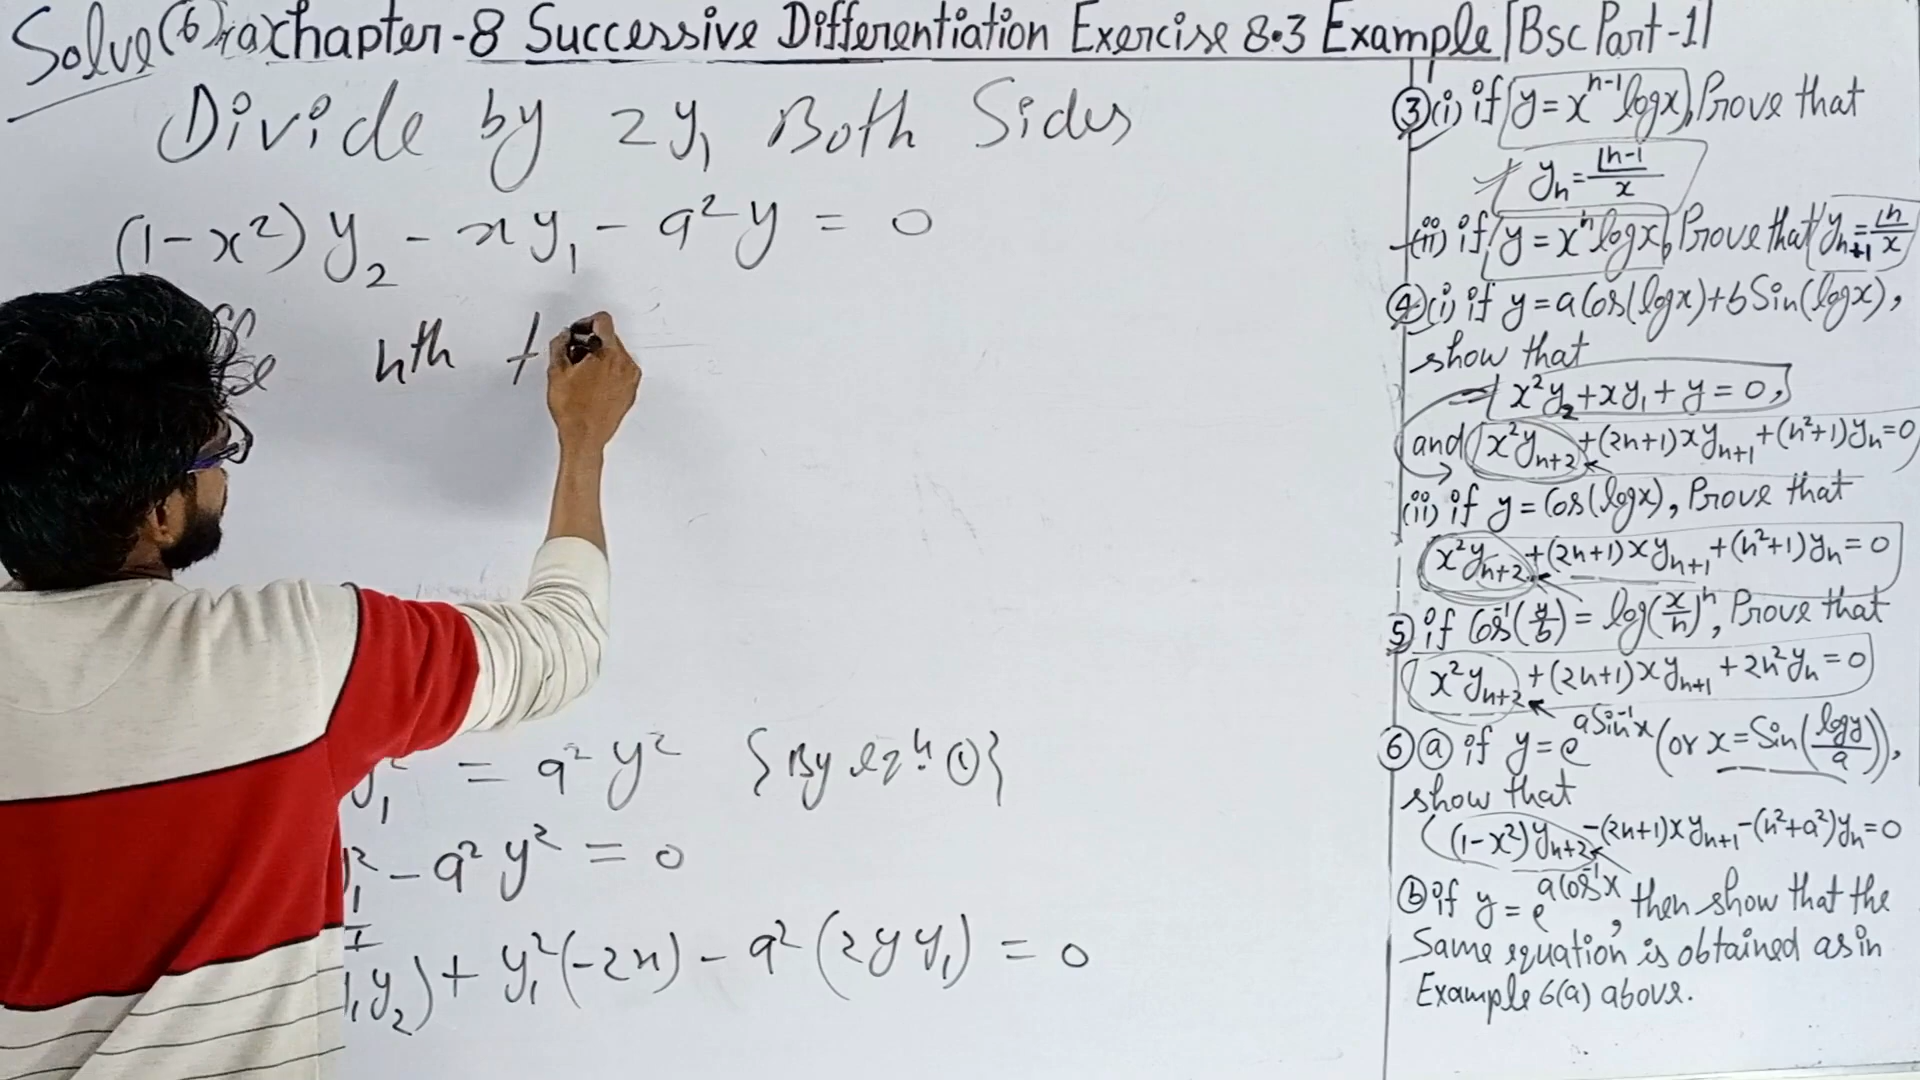 Solve (6)(a) Chapter-8 Successive Differentiation Exercise 8.3 Example [Bsc Part-1]
Divide by 2y₁ Both Sides
(1-x²)y₂ - xy₁ - a²y = 0
nth
y₁² = a²y² {By eqⁿ ①}
y₁² - a²y² = 0
y₁y₂) + y₁²(-2x) - a²(2yy₁) = 0
③(i) if y = xⁿ⁻¹logx, Prove that
yₙ = |n-1/x
(ii) if y = xⁿlogx, Prove that yₙ₊₁ = |n/x
④(i) if y = a Cos(logx)+b Sin(logx),
show that
x²y₂+xy₁+y = 0,
and x²yₙ₊₂+(2n+1)xyₙ₊₁+(n²+1)yₙ=0
(ii) if y = Cos(logx), Prove that
x²yₙ₊₂+(2n+1)xyₙ₊₁+(n²+1)yₙ=0
⑤ if Cos⁻¹(y/b) = log(x/n)ⁿ, Prove that
x²yₙ₊₂+(2n+1)xyₙ₊₁+2n²yₙ=0
⑥ⓐ if y = e^(aSin⁻¹x) (or x=Sin(logy/a)),
show that
(1-x²)yₙ₊₂-(2n+1)xyₙ₊₁-(n²+a²)yₙ=0
ⓑ if y = e^(acos⁻¹x), then show that the
Same equation is obtained as in
Example 6(a) above.